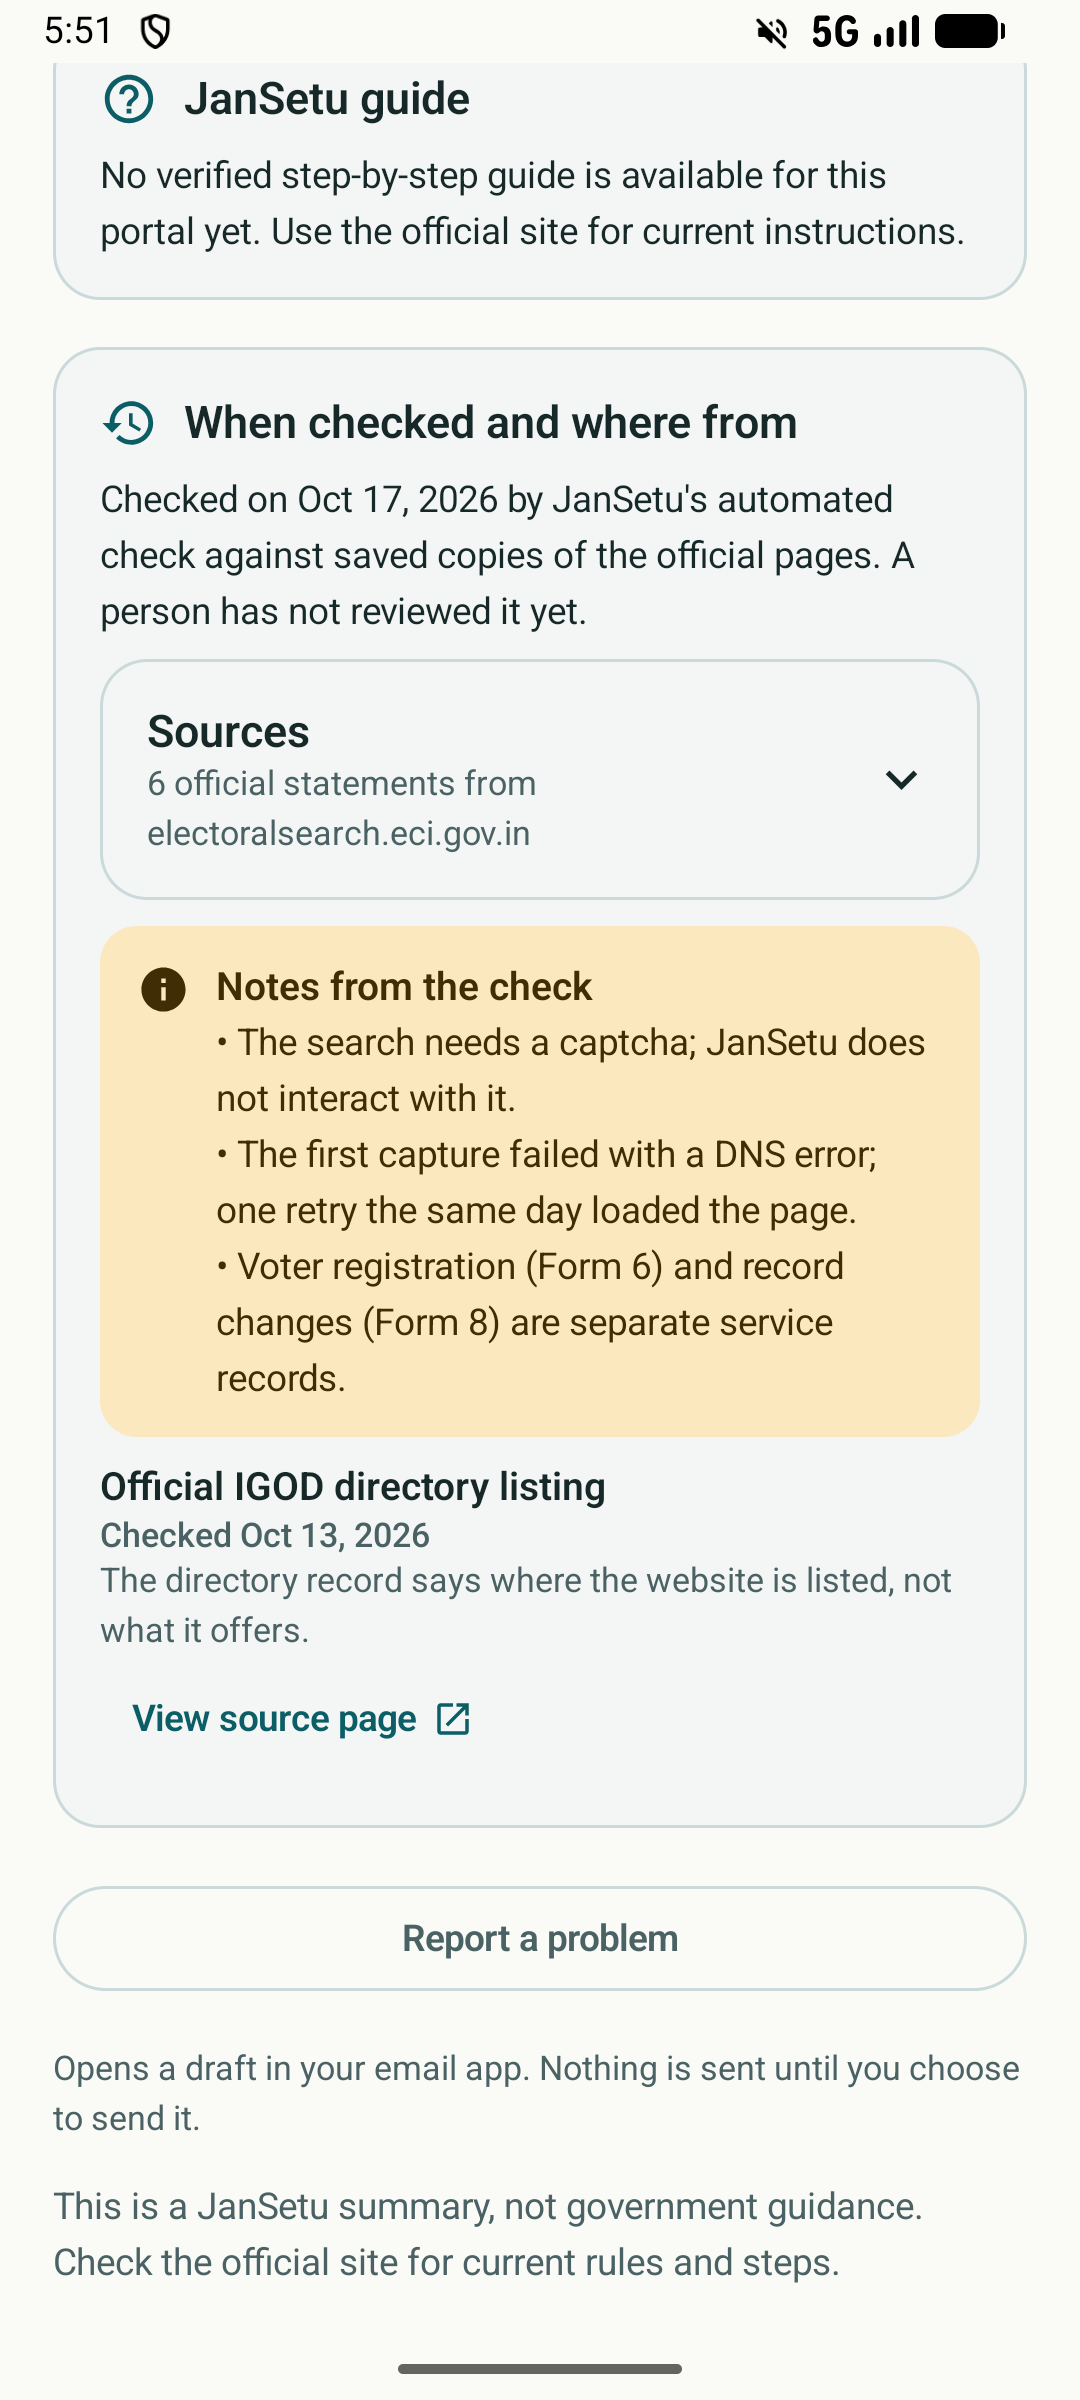 5:51
5G
JanSetu guide
No verified step-by-step guide is available for this
portal yet. Use the official site for current instructions.
When checked and where from
Checked on Oct 17, 2026 by JanSetu's automated
check against saved copies of the official pages. A
person has not reviewed it yet.
Sources
6 official statements from
electoralsearch.eci.gov.in
Notes from the check
• The search needs a captcha; JanSetu does
not interact with it.
• The first capture failed with a DNS error;
one retry the same day loaded the page.
• Voter registration (Form 6) and record
changes (Form 8) are separate service
records.
Official IGOD directory listing
Checked Oct 13, 2026
The directory record says where the website is listed, not
what it offers.
View source page
Report a problem
Opens a draft in your email app. Nothing is sent until you choose
to send it.
This is a JanSetu summary, not government guidance.
Check the official site for current rules and steps.